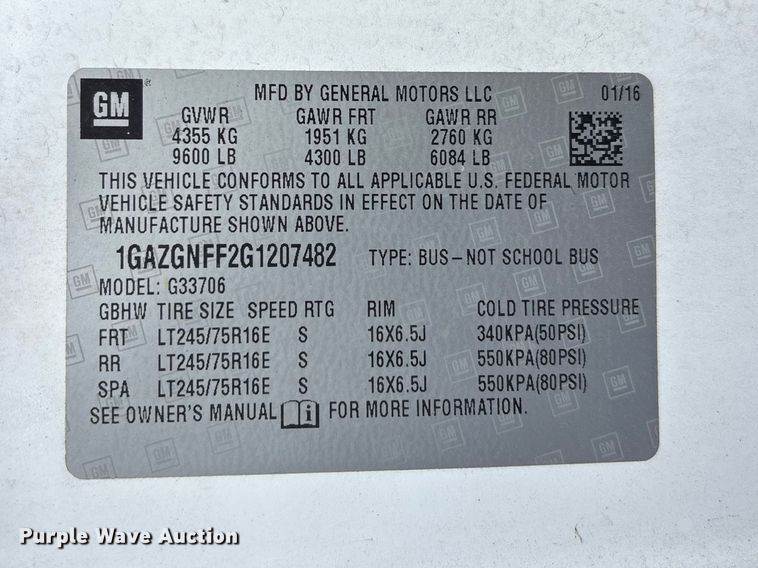 GM
MFD BY GENERAL MOTORS LLC 01/16
GVWR GAWR FRT GAWR RR
4355 KG 1951 KG 2760 KG
9600 LB 4300 LB 6084 LB
THIS VEHICLE CONFORMS TO ALL APPLICABLE U.S. FEDERAL MOTOR
VEHICLE SAFETY STANDARDS IN EFFECT ON THE DATE OF
MANUFACTURE SHOWN ABOVE.
1GAZGNFF2G1207482 TYPE: BUS–NOT SCHOOL BUS
MODEL: G33706
GBHW TIRE SIZE SPEED RTG RIM COLD TIRE PRESSURE
FRT LT245/75R16E S 16X6.5J 340KPA(50PSI)
RR LT245/75R16E S 16X6.5J 550KPA(80PSI)
SPA LT245/75R16E S 16X6.5J 550KPA(80PSI)
SEE OWNER'S MANUAL FOR MORE INFORMATION.
Purple Wave Auction